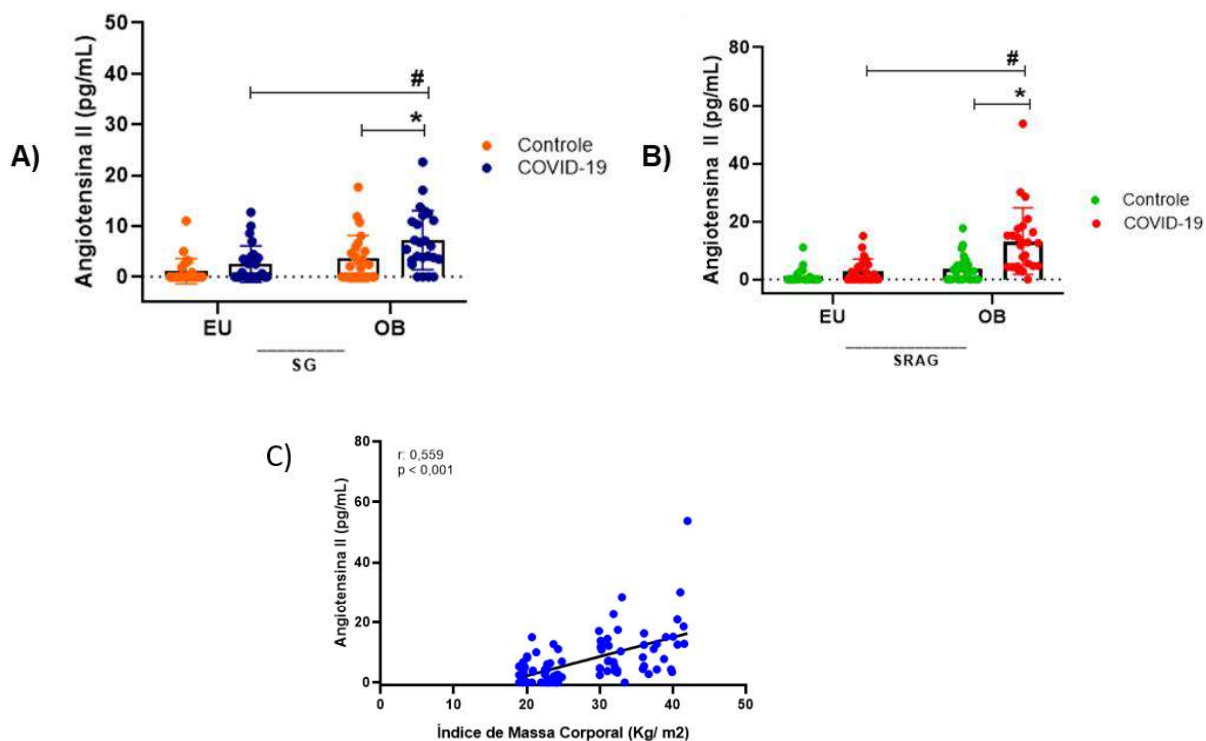 A)
Angiotensina II (pg/mL)
50
40
30
20
10
0
#
*
Controle
COVID-19
EU
OB
SG
B)
Angiotensina II (pg/mL)
80
60
40
20
0
#
*
Controle
COVID-19
EU
OB
SRAG
C)
Angiotensina II (pg/mL)
80
60
40
20
0
r: 0,559
p < 0,001
0
10
20
30
40
50
Índice de Massa Corporal (Kg/ m2)